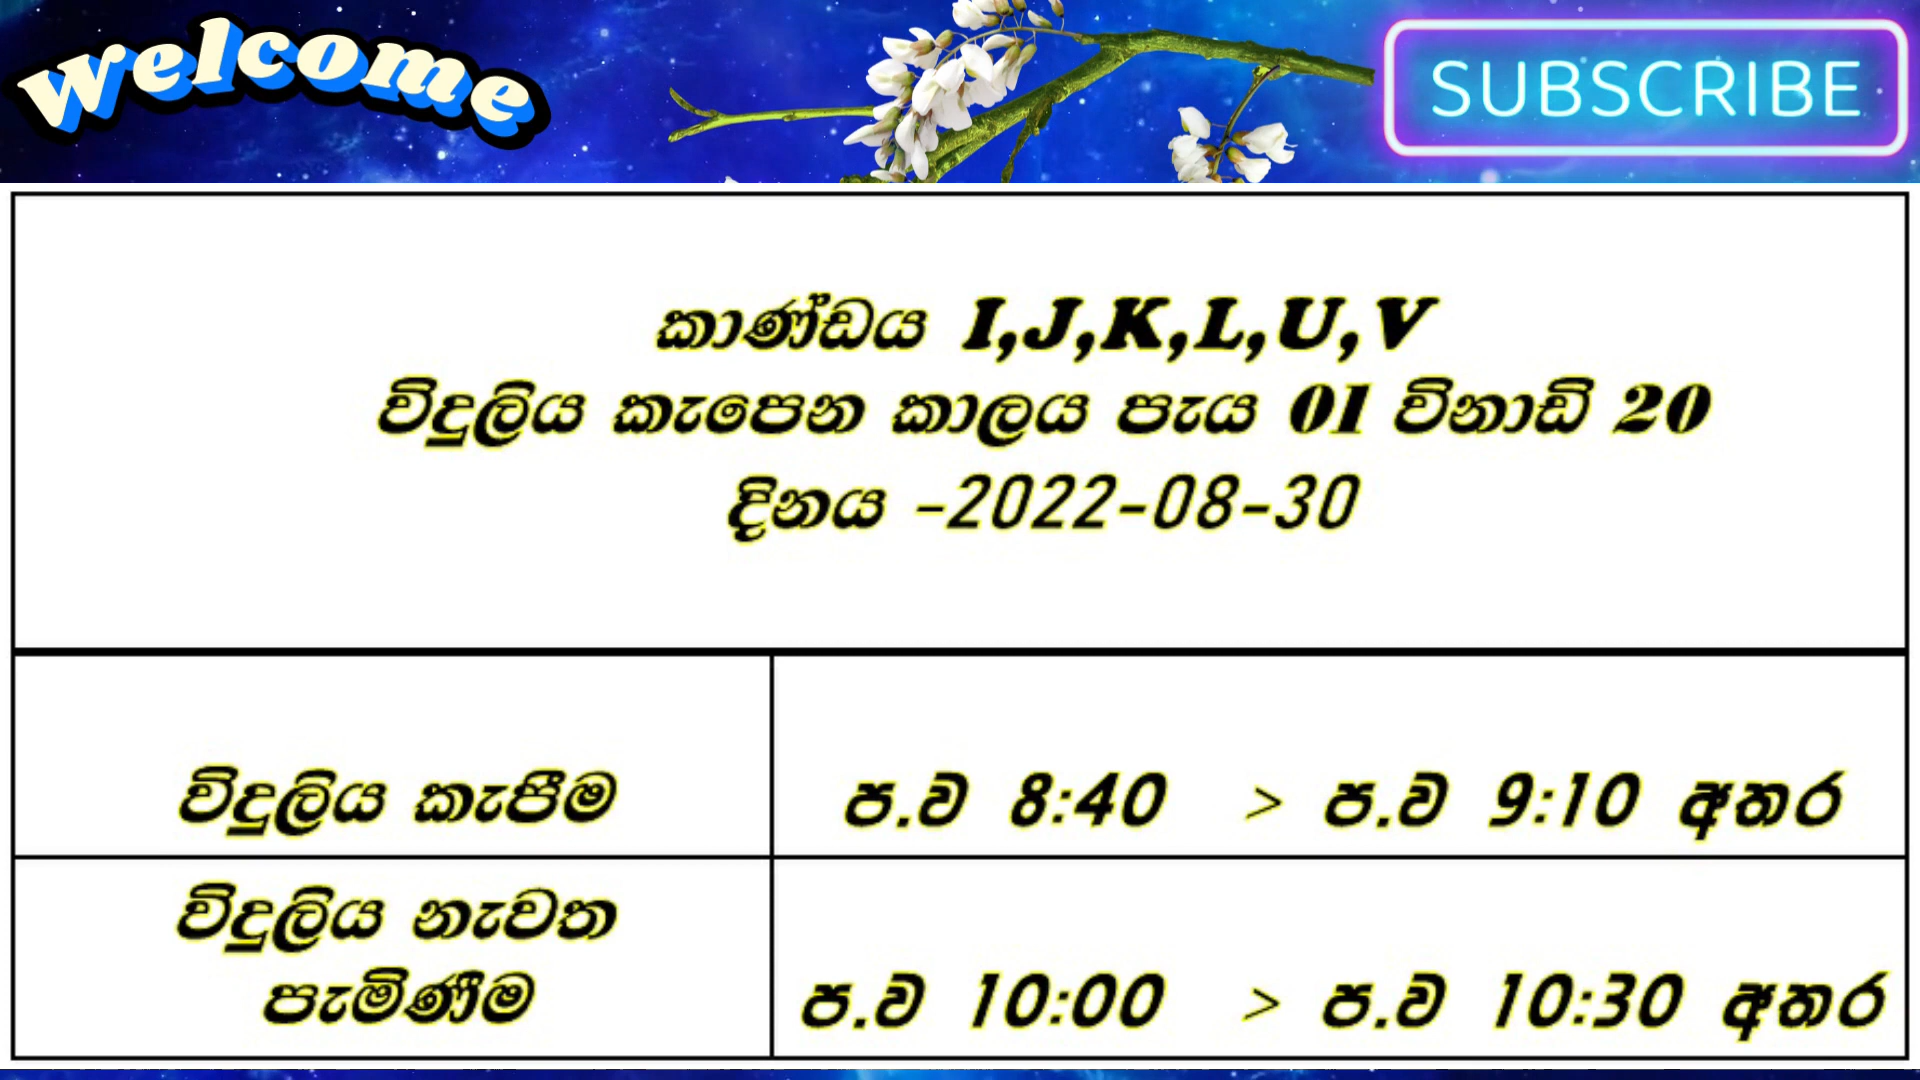 Welcome
SUBSCRIBE
කාණ්ඩය I,J,K,L,U,V
විදුලිය කැපෙන කාලය පැය 01 විනාඩි 20
දිනය -2022-08-30
විදුලිය කැපීම
ප.ව 8:40 > ප.ව 9:10 අතර
විදුලිය නැවත
පැමිණීම
ප.ව 10:00 > ප.ව 10:30 අතර